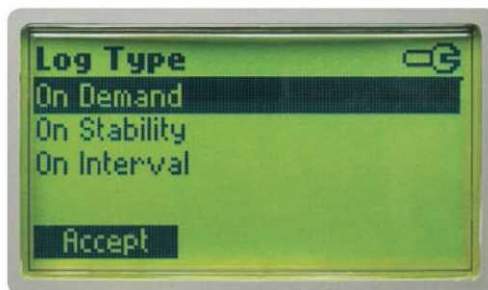 Log Type
On Demand
On Stability
On Interval
Accept